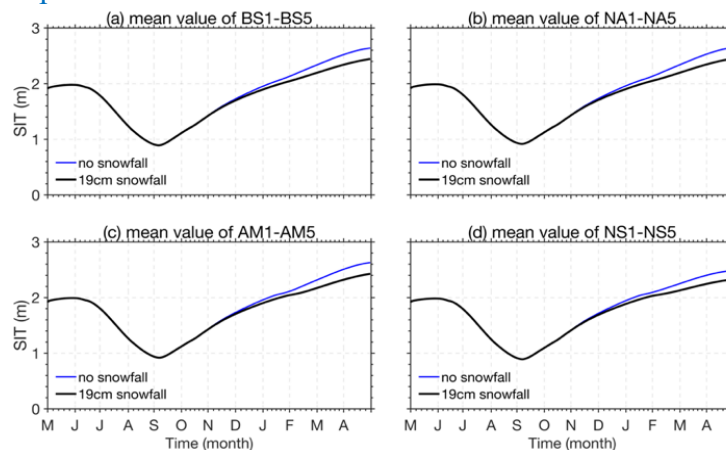 (a) mean value of BS1-BS5
3
2
1
0
SIT (m)
no snowfall
19cm snowfall
(b) mean value of NA1-NA5
no snowfall
19cm snowfall
(c) mean value of AM1-AM5
3
2
1
0
SIT (m)
no snowfall
19cm snowfall
M J J A S O N D J F M A
Time (month)
(d) mean value of NS1-NS5
no snowfall
19cm snowfall
M J J A S O N D J F M A
Time (month)